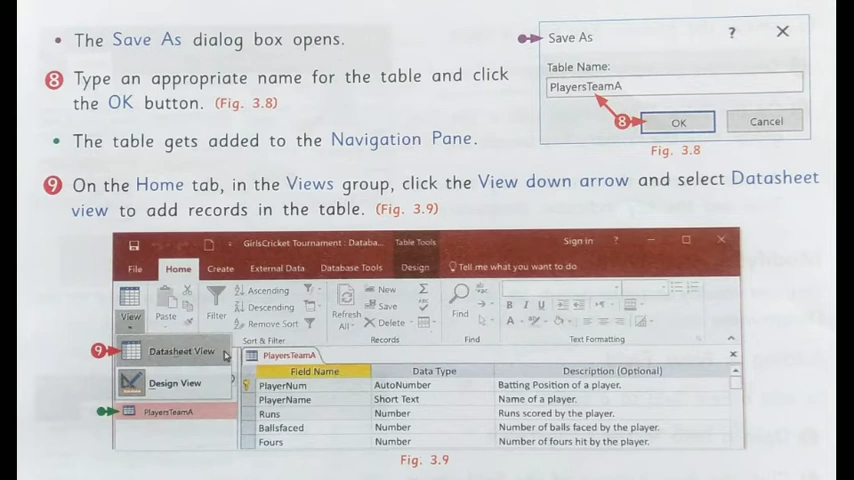 • The Save As dialog box opens.
Save As ? ×
Table Name:
PlayersTeamA
8 OK Cancel
Fig. 3.8
8 Type an appropriate name for the table and click
the OK button. (Fig. 3.8)
• The table gets added to the Navigation Pane.
9 On the Home tab, in the Views group, click the View down arrow and select Datasheet
view to add records in the table. (Fig. 3.9)
GirlsCricket Tournament : Databa... Table Tools Sign in ?
File Home Create External Data Database Tools Design Tell me what you want to do
View Paste Filter Ascending Descending Remove Sort Refresh All New Save Delete Find B I U A
Sort & Filter Records Find Text Formatting
9 Datasheet View
Design View
PlayersTeamA
PlayersTeamA
Field Name Data Type Description (Optional)
PlayerNum AutoNumber Batting Position of a player.
PlayerName Short Text Name of a player.
Runs Number Runs scored by the player.
Ballsfaced Number Number of balls faced by the player.
Fours Number Number of fours hit by the player.
Fig. 3.9